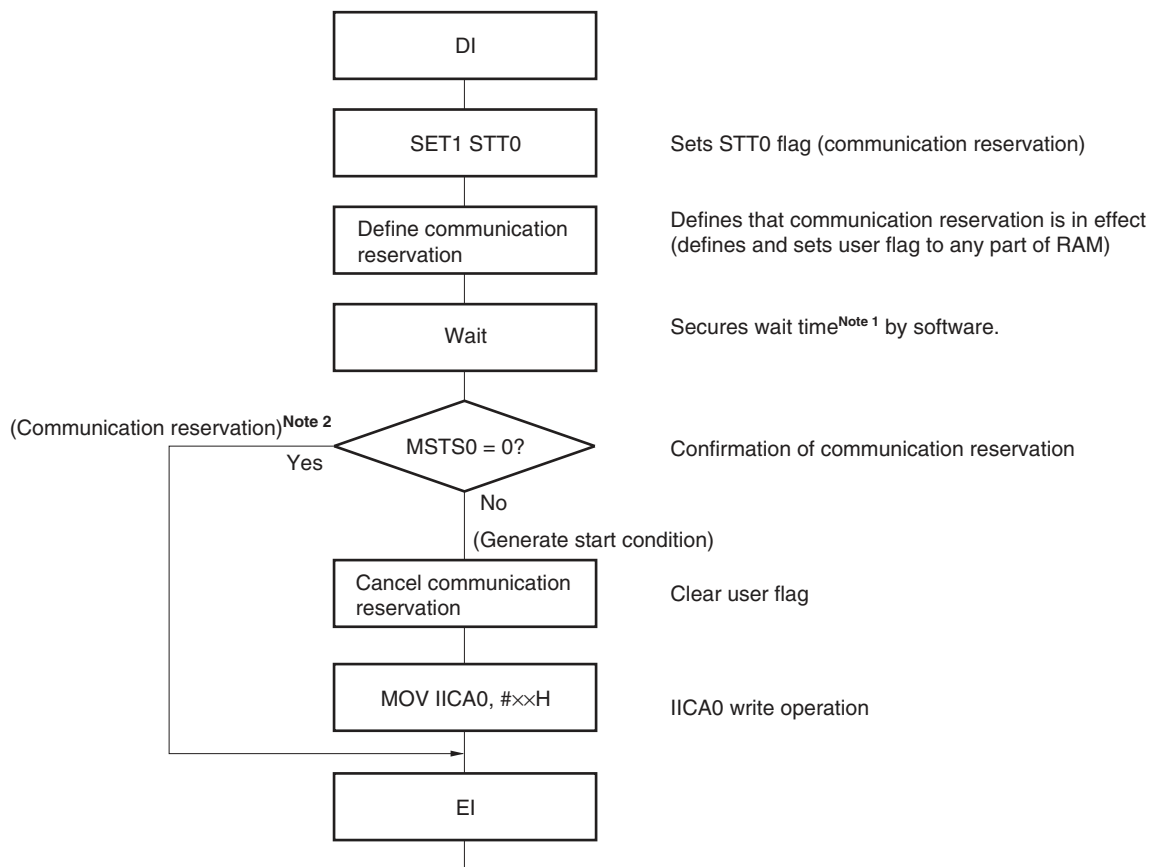 DI
SET1 STT0
Sets STT0 flag (communication reservation)
Define communication
reservation
Defines that communication reservation is in effect
(defines and sets user flag to any part of RAM)
Wait
Secures wait time Note 1 by software.
(Communication reservation) Note 2
Yes
MSTS0 = 0?
Confirmation of communication reservation
No
(Generate start condition)
Cancel communication
reservation
Clear user flag
MOV IICA0, #××H
IICA0 write operation
EI